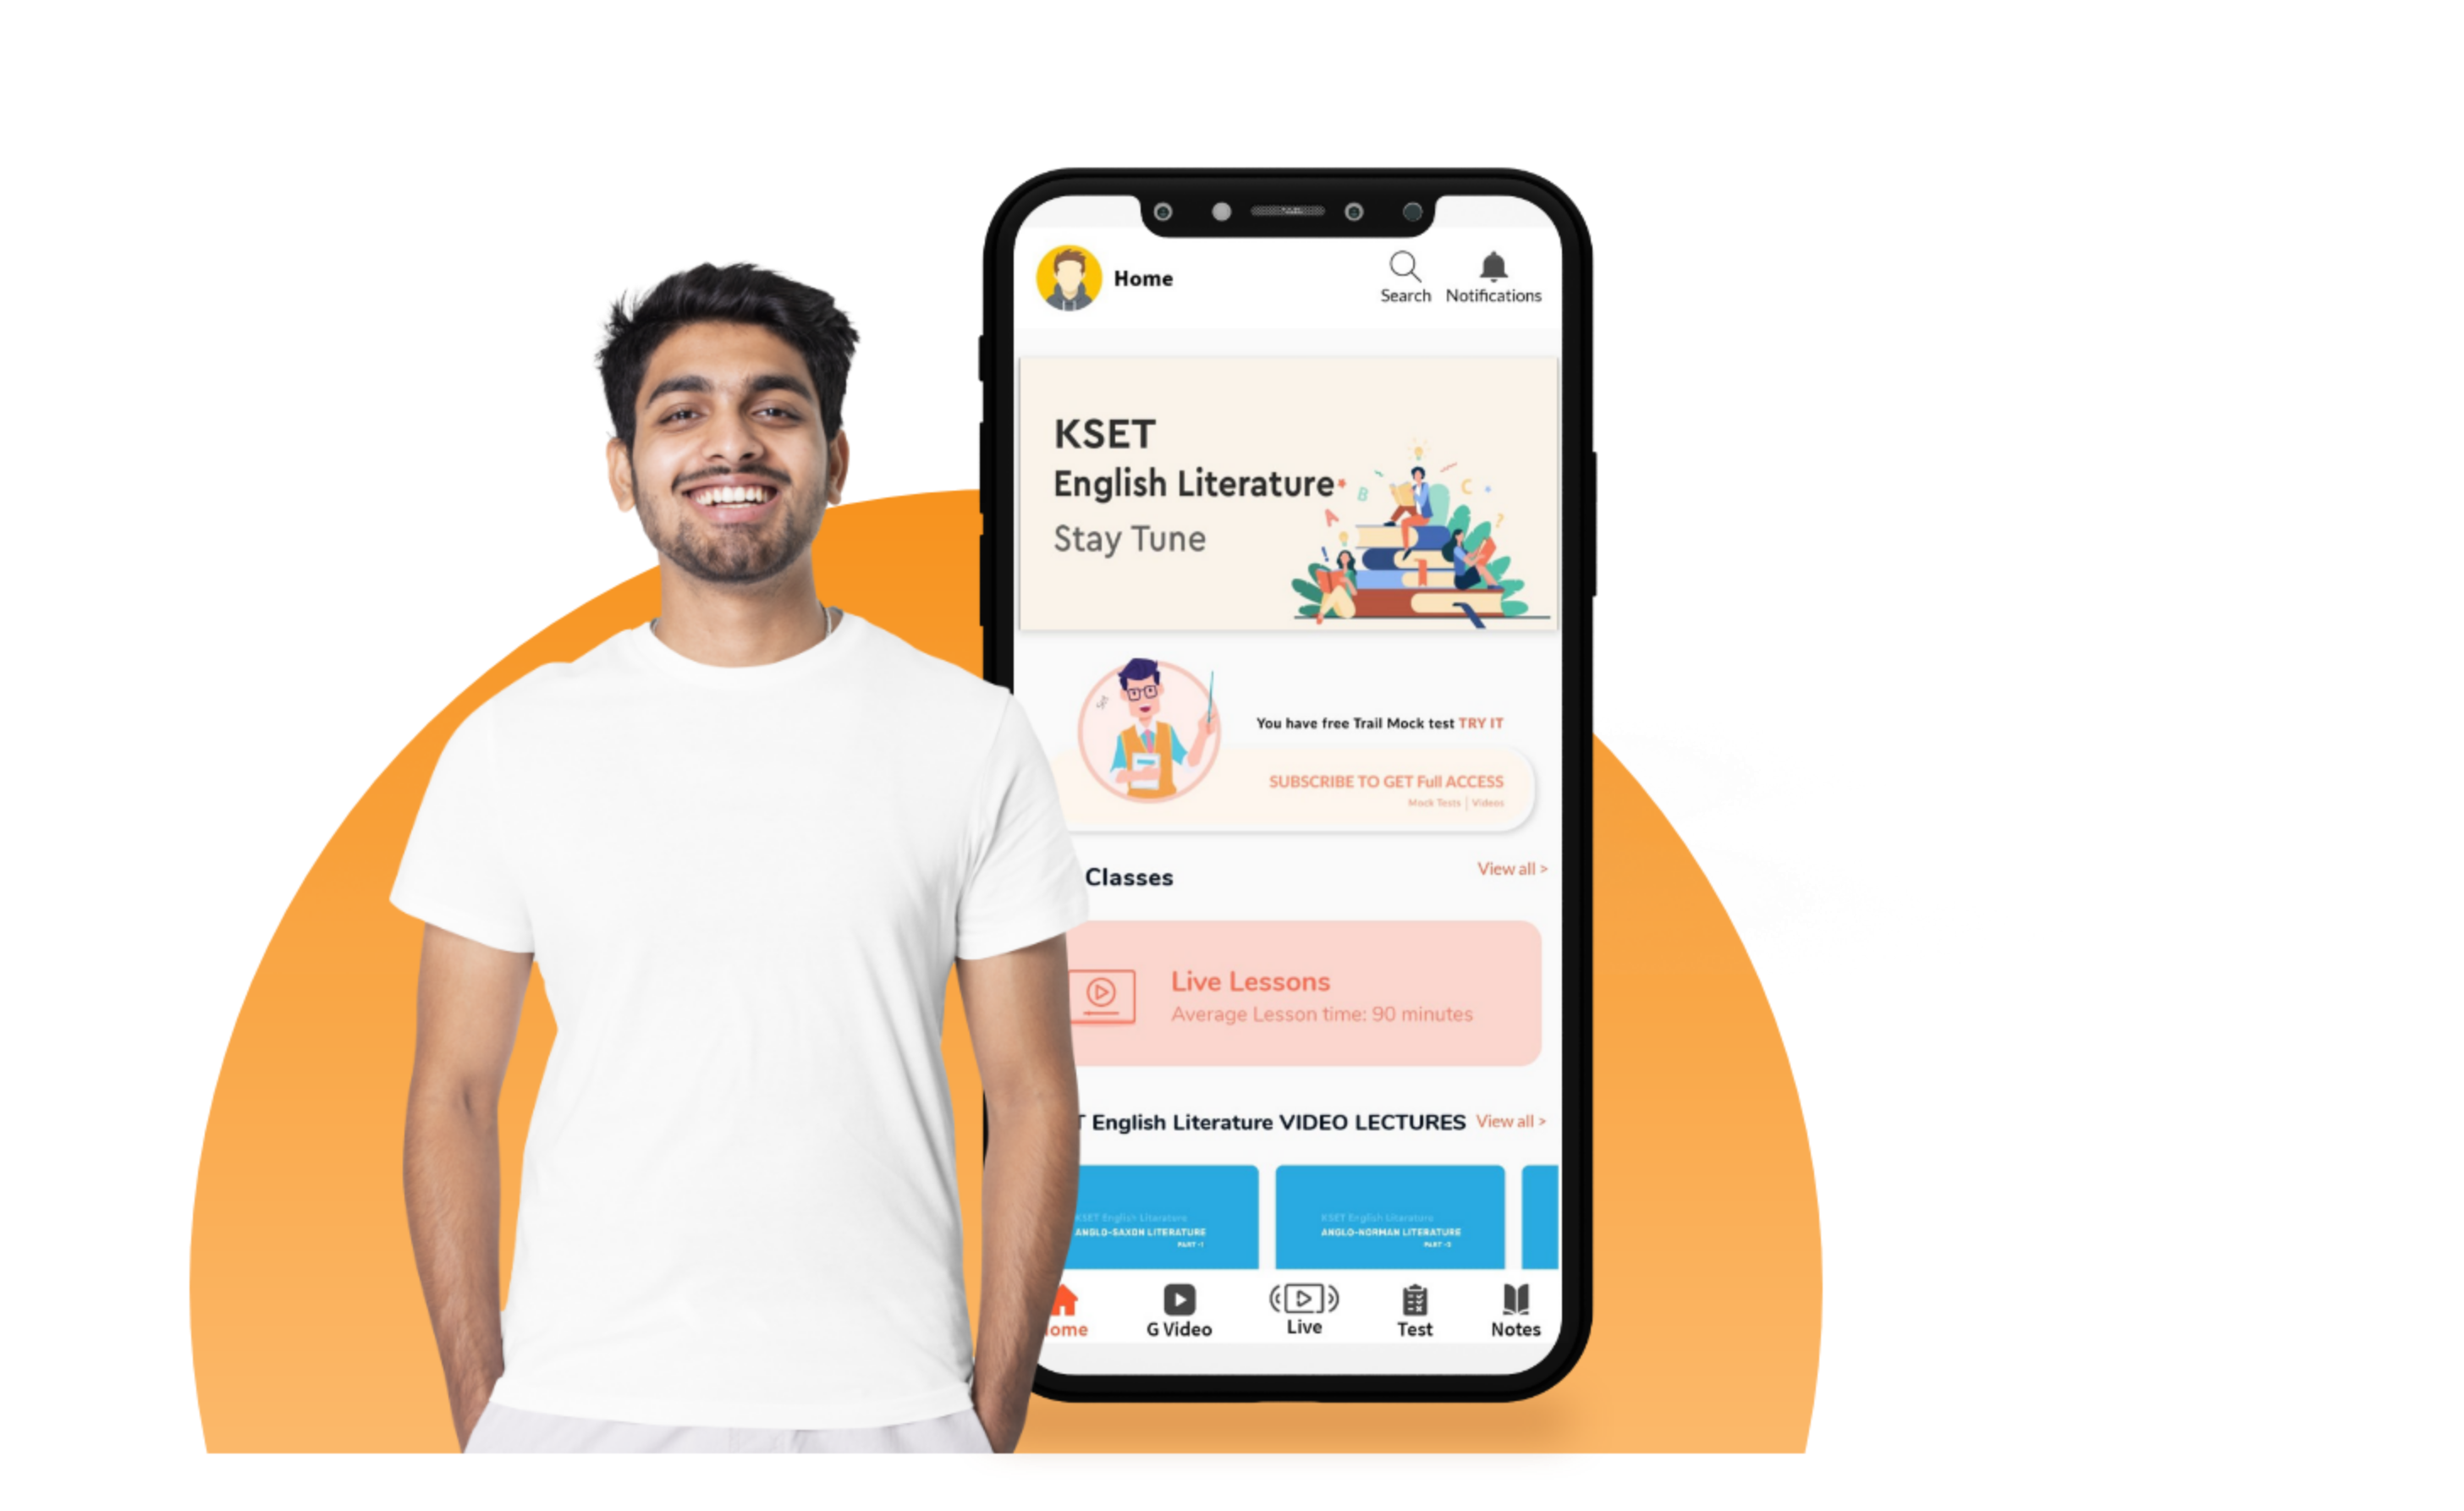 Home
Search
Notifications
KSET
English Literature
Stay Tune
B
C
A
?
!
Set
You have free Trail Mock test TRY IT
SUBSCRIBE TO GET Full ACCESS
Mock Tests | Videos
Classes
View all >
Live Lessons
Average Lesson time: 90 minutes
T English Literature VIDEO LECTURES
View all >
KSET English Literature
ANGLO-SAXON LITERATURE
PART -1
KSET English Literature
ANGLO-NORMAN LITERATURE
ome
G Video
Live
Test
Notes